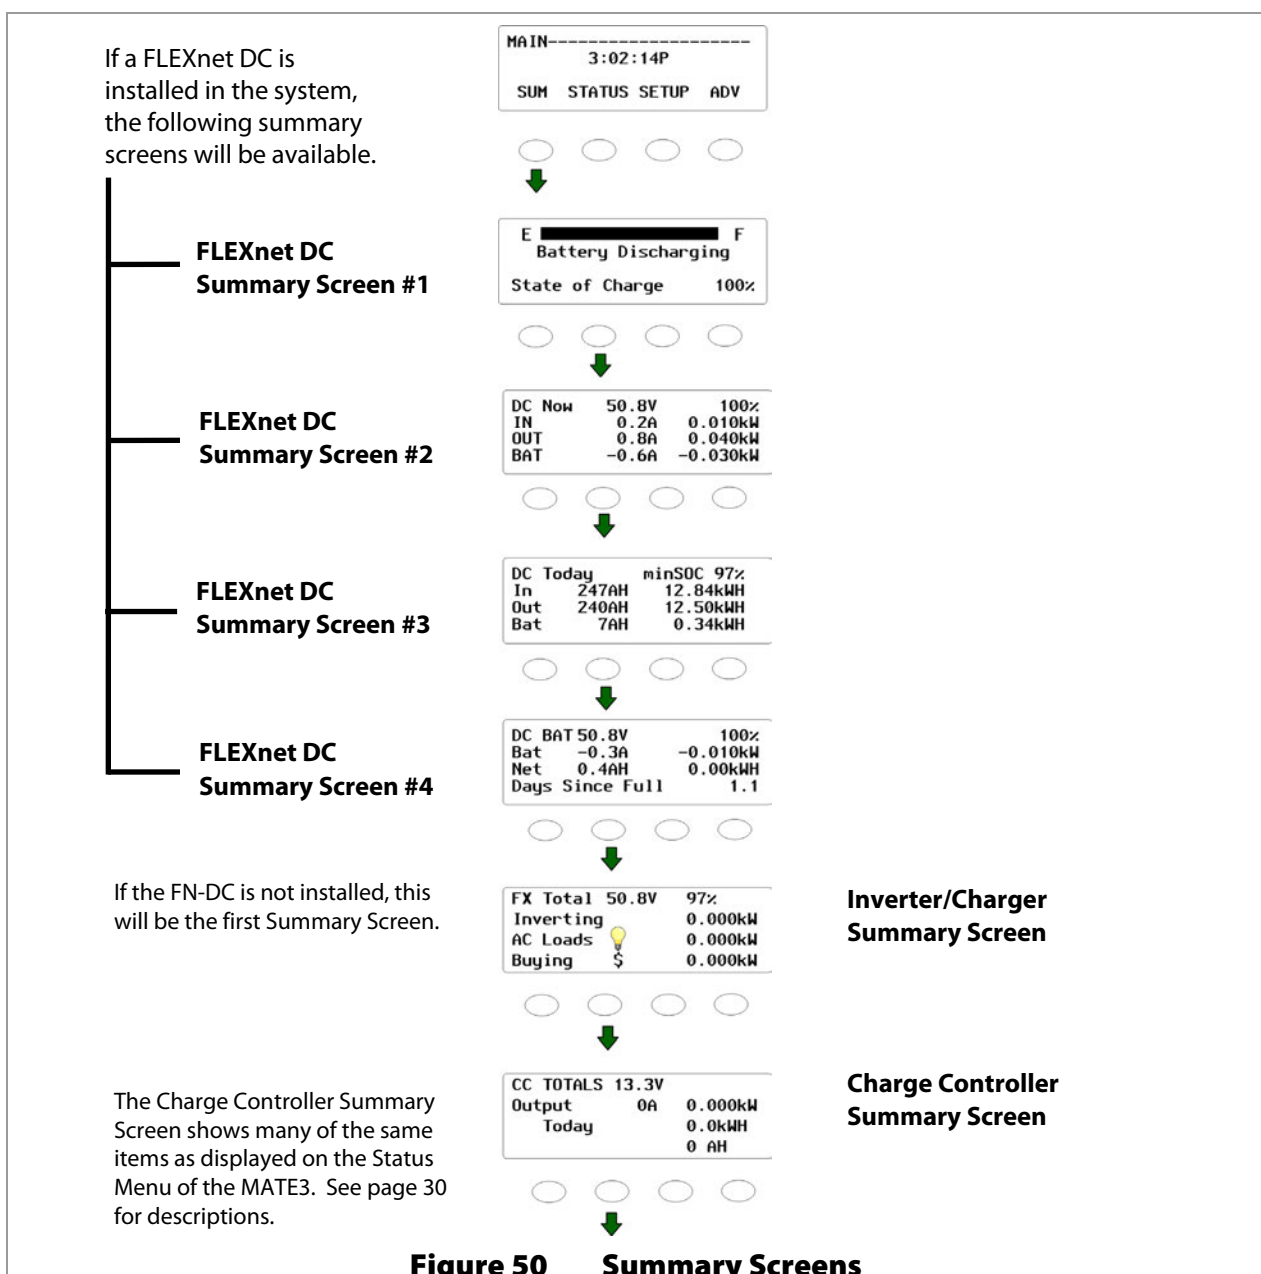 If a FLEXnet DC is
installed in the system,
the following summary
screens will be available.
MAIN---------------------
3:02:14P
SUM STATUS SETUP ADV
FLEXnet DC
Summary Screen #1
E F
Battery Discharging
State of Charge 100%
FLEXnet DC
Summary Screen #2
DC Now 50.8V 100%
IN 0.2A 0.010kW
OUT 0.8A 0.040kW
BAT -0.6A -0.030kW
FLEXnet DC
Summary Screen #3
DC Today minSOC 97%
In 247AH 12.84kWH
Out 240AH 12.50kWH
Bat 7AH 0.34kWH
FLEXnet DC
Summary Screen #4
DC BAT 50.8V 100%
Bat -0.3A -0.010kW
Net 0.4AH 0.00kWH
Days Since Full 1.1
If the FN-DC is not installed, this
will be the first Summary Screen.
FX Total 50.8V 97%
Inverting 0.000kW
AC Loads 0.000kW
Buying $ 0.000kW
Inverter/Charger
Summary Screen
The Charge Controller Summary
Screen shows many of the same
items as displayed on the Status
Menu of the MATE3. See page 30
for descriptions.
CC TOTALS 13.3V
Output 0A 0.000kW
Today 0.0kWH
0 AH
Charge Controller
Summary Screen
Figure 50 Summary Screens